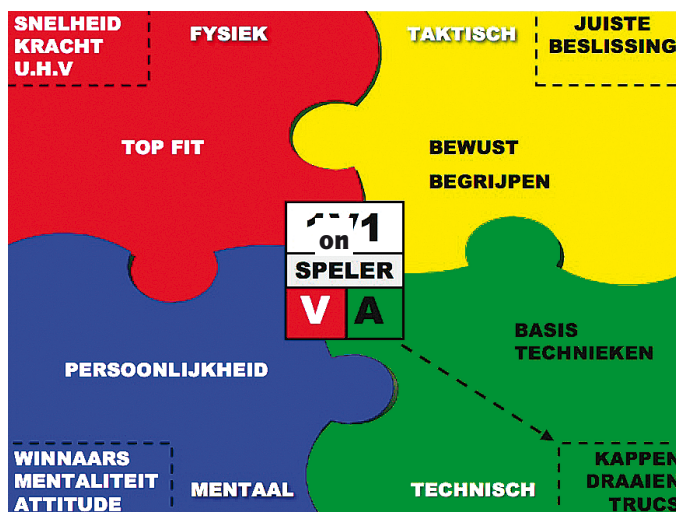 SNELHEID
KRACHT
U.H.V
FYSIEK
TOP FIT
TAKTISCH
JUISTE
BESLISSING
BEWUST
BEGRIJPEN
on 1
SPELER
V A
PERSOONLIJKHEID
WINNAARS
MENTALITEIT
ATTITUDE
MENTAAL
BASIS
TECHNIEKEN
TECHNISCH
KAPPEN
DRAAIEN
TRUCS